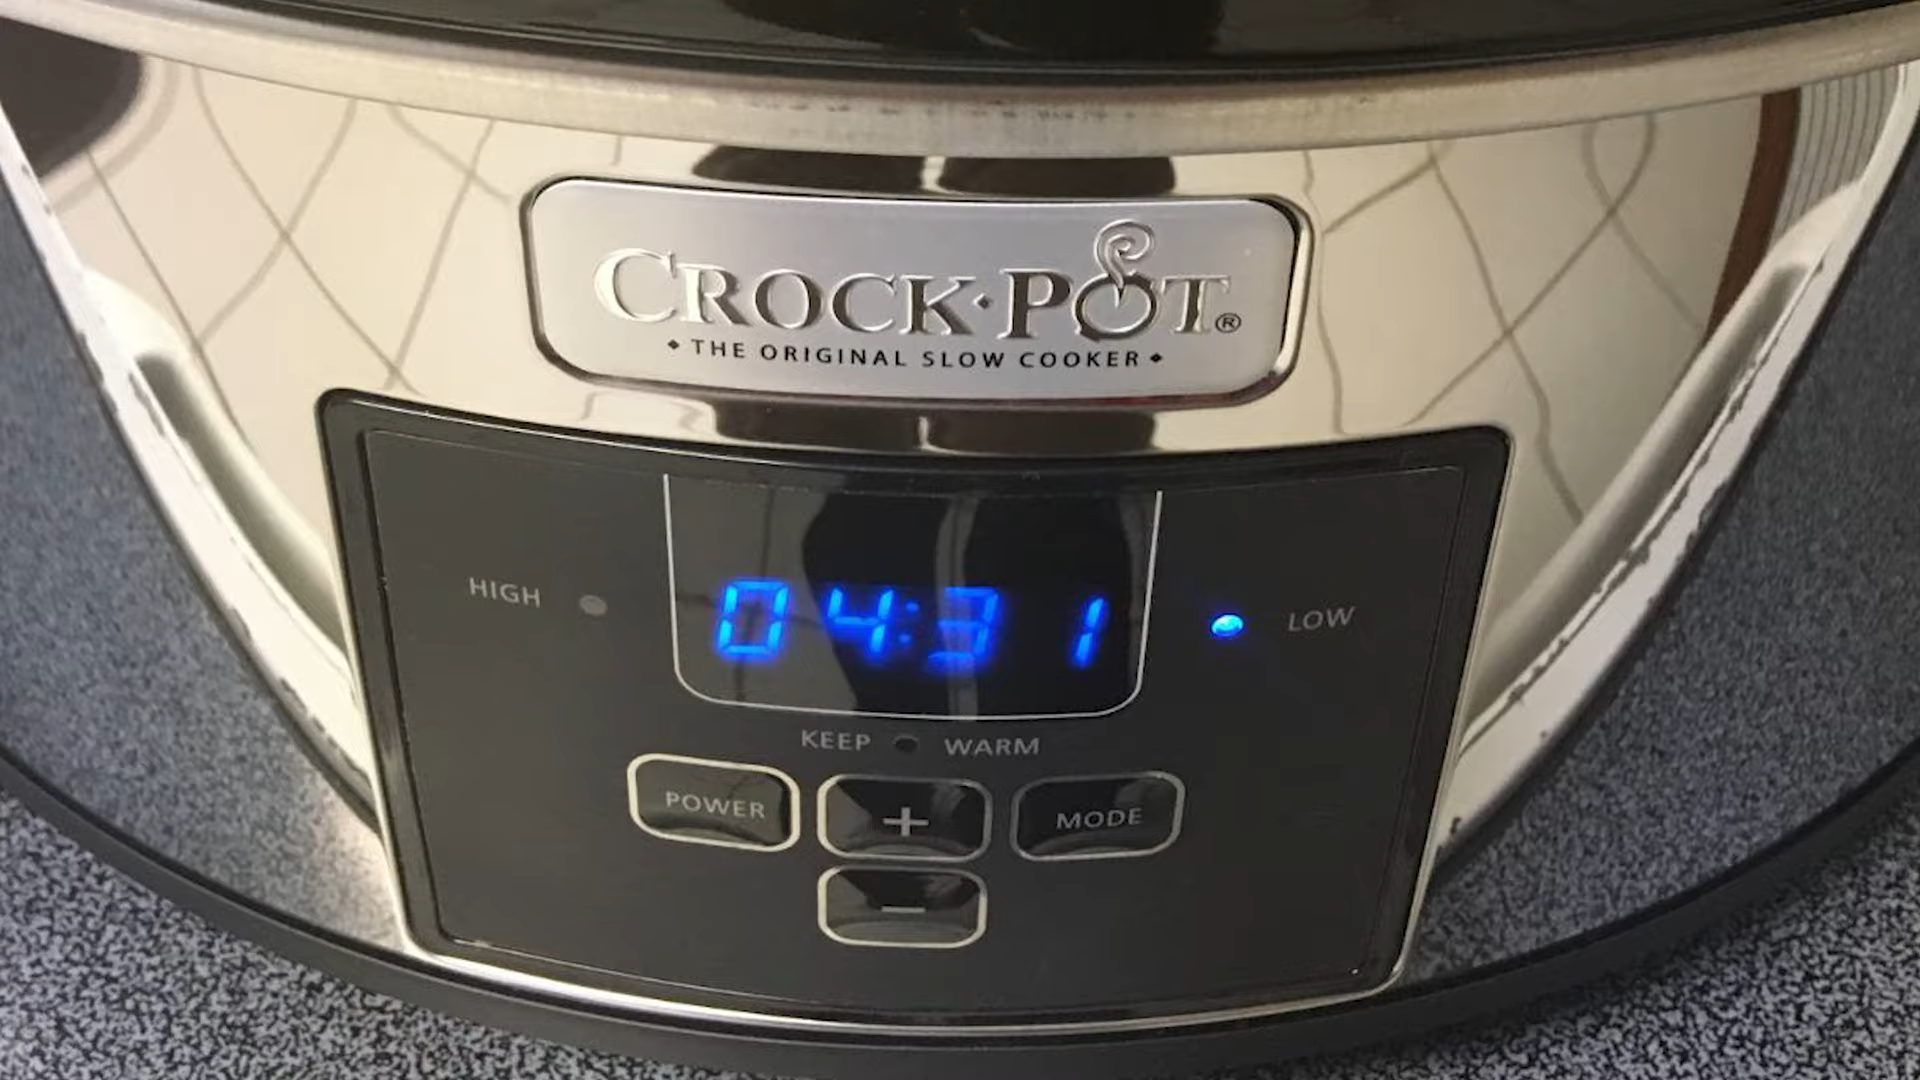 CROCK·POT®
◆ THE ORIGINAL SLOW COOKER ◆
HIGH
04:31
LOW
KEEP WARM
POWER + MODE
−